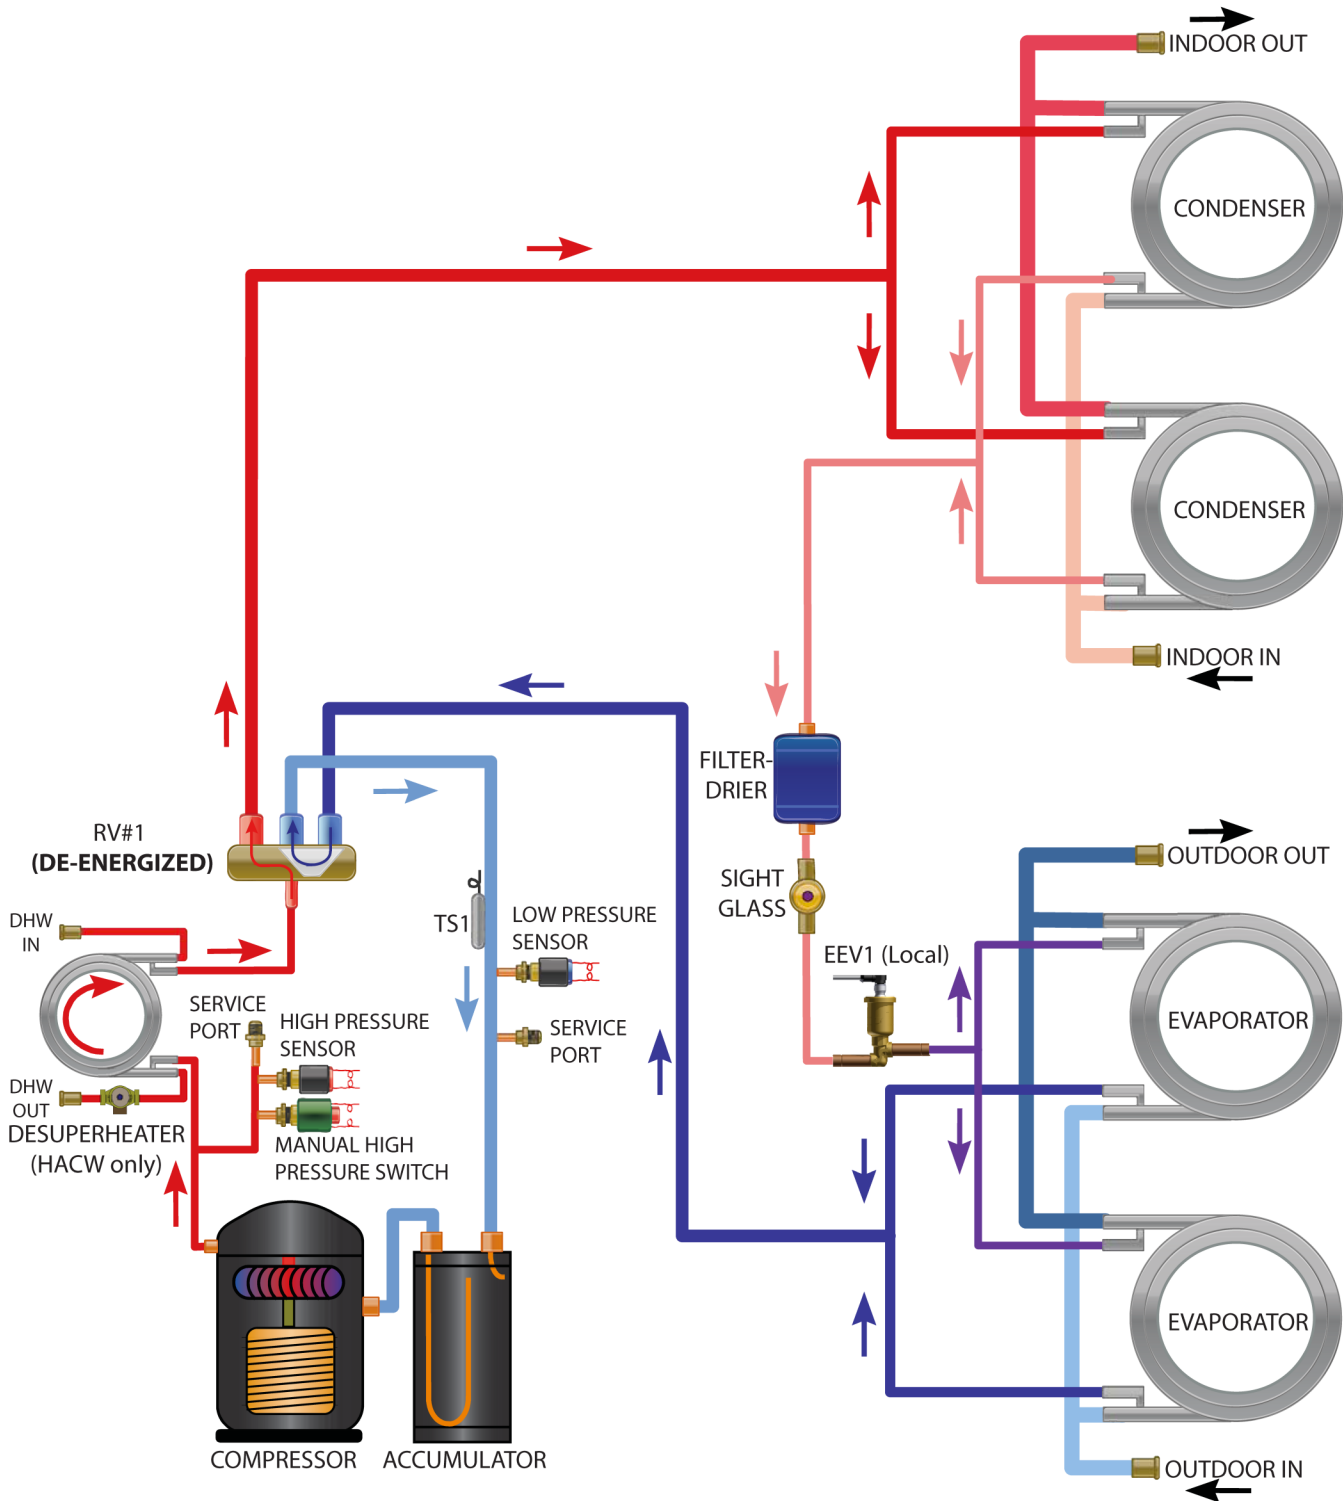 INDOOR OUT
CONDENSER
CONDENSER
INDOOR IN
FILTER-
DRIER
RV#1
(DE-ENERGIZED)
SIGHT
GLASS
OUTDOOR OUT
DHW
IN
TS1
LOW PRESSURE
SENSOR
EEV1 (Local)
SERVICE
PORT
HIGH PRESSURE
SENSOR
SERVICE
PORT
EVAPORATOR
DHW
OUT
DESUPERHEATER
(HACW only)
MANUAL HIGH
PRESSURE SWITCH
EVAPORATOR
COMPRESSOR
ACCUMULATOR
OUTDOOR IN